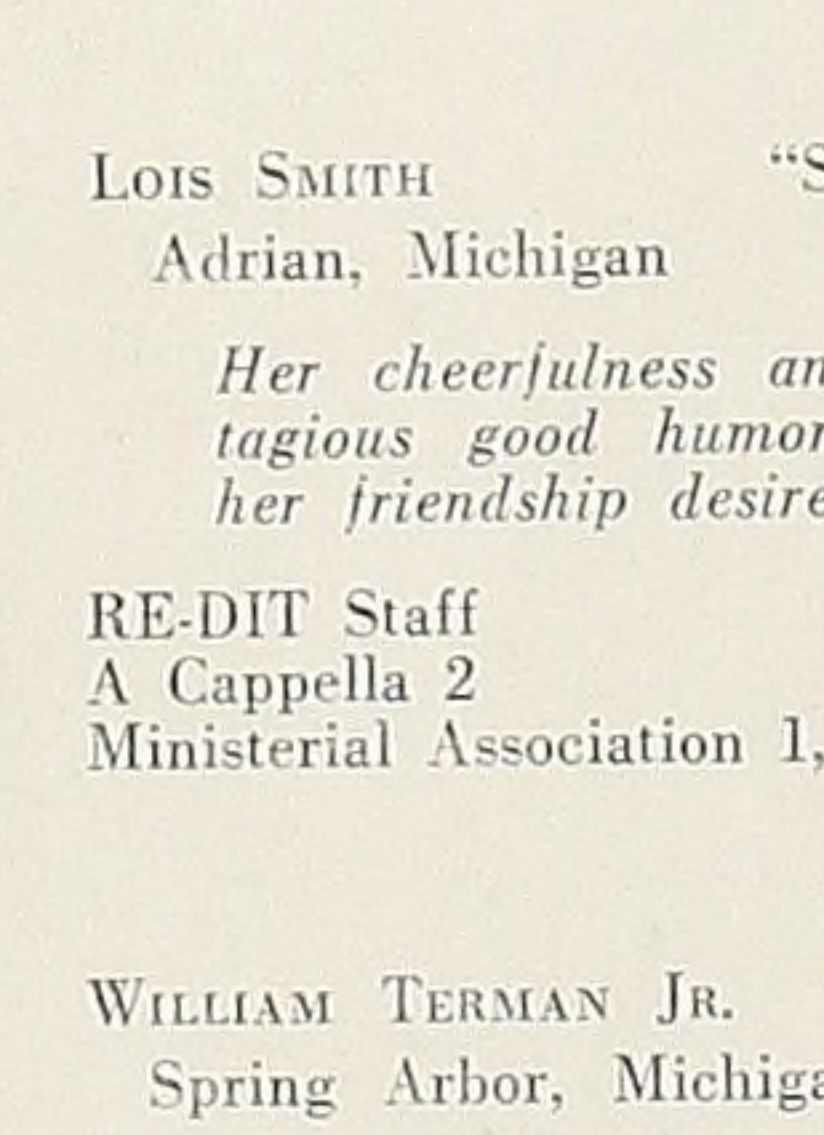 Lois Smith "S
Adrian, Michigan
Her cheerfulness an
tagious good humor
her friendship desire
RE-DIT Staff
A Cappella 2
Ministerial Association 1,
William Terman Jr.
Spring Arbor, Michiga